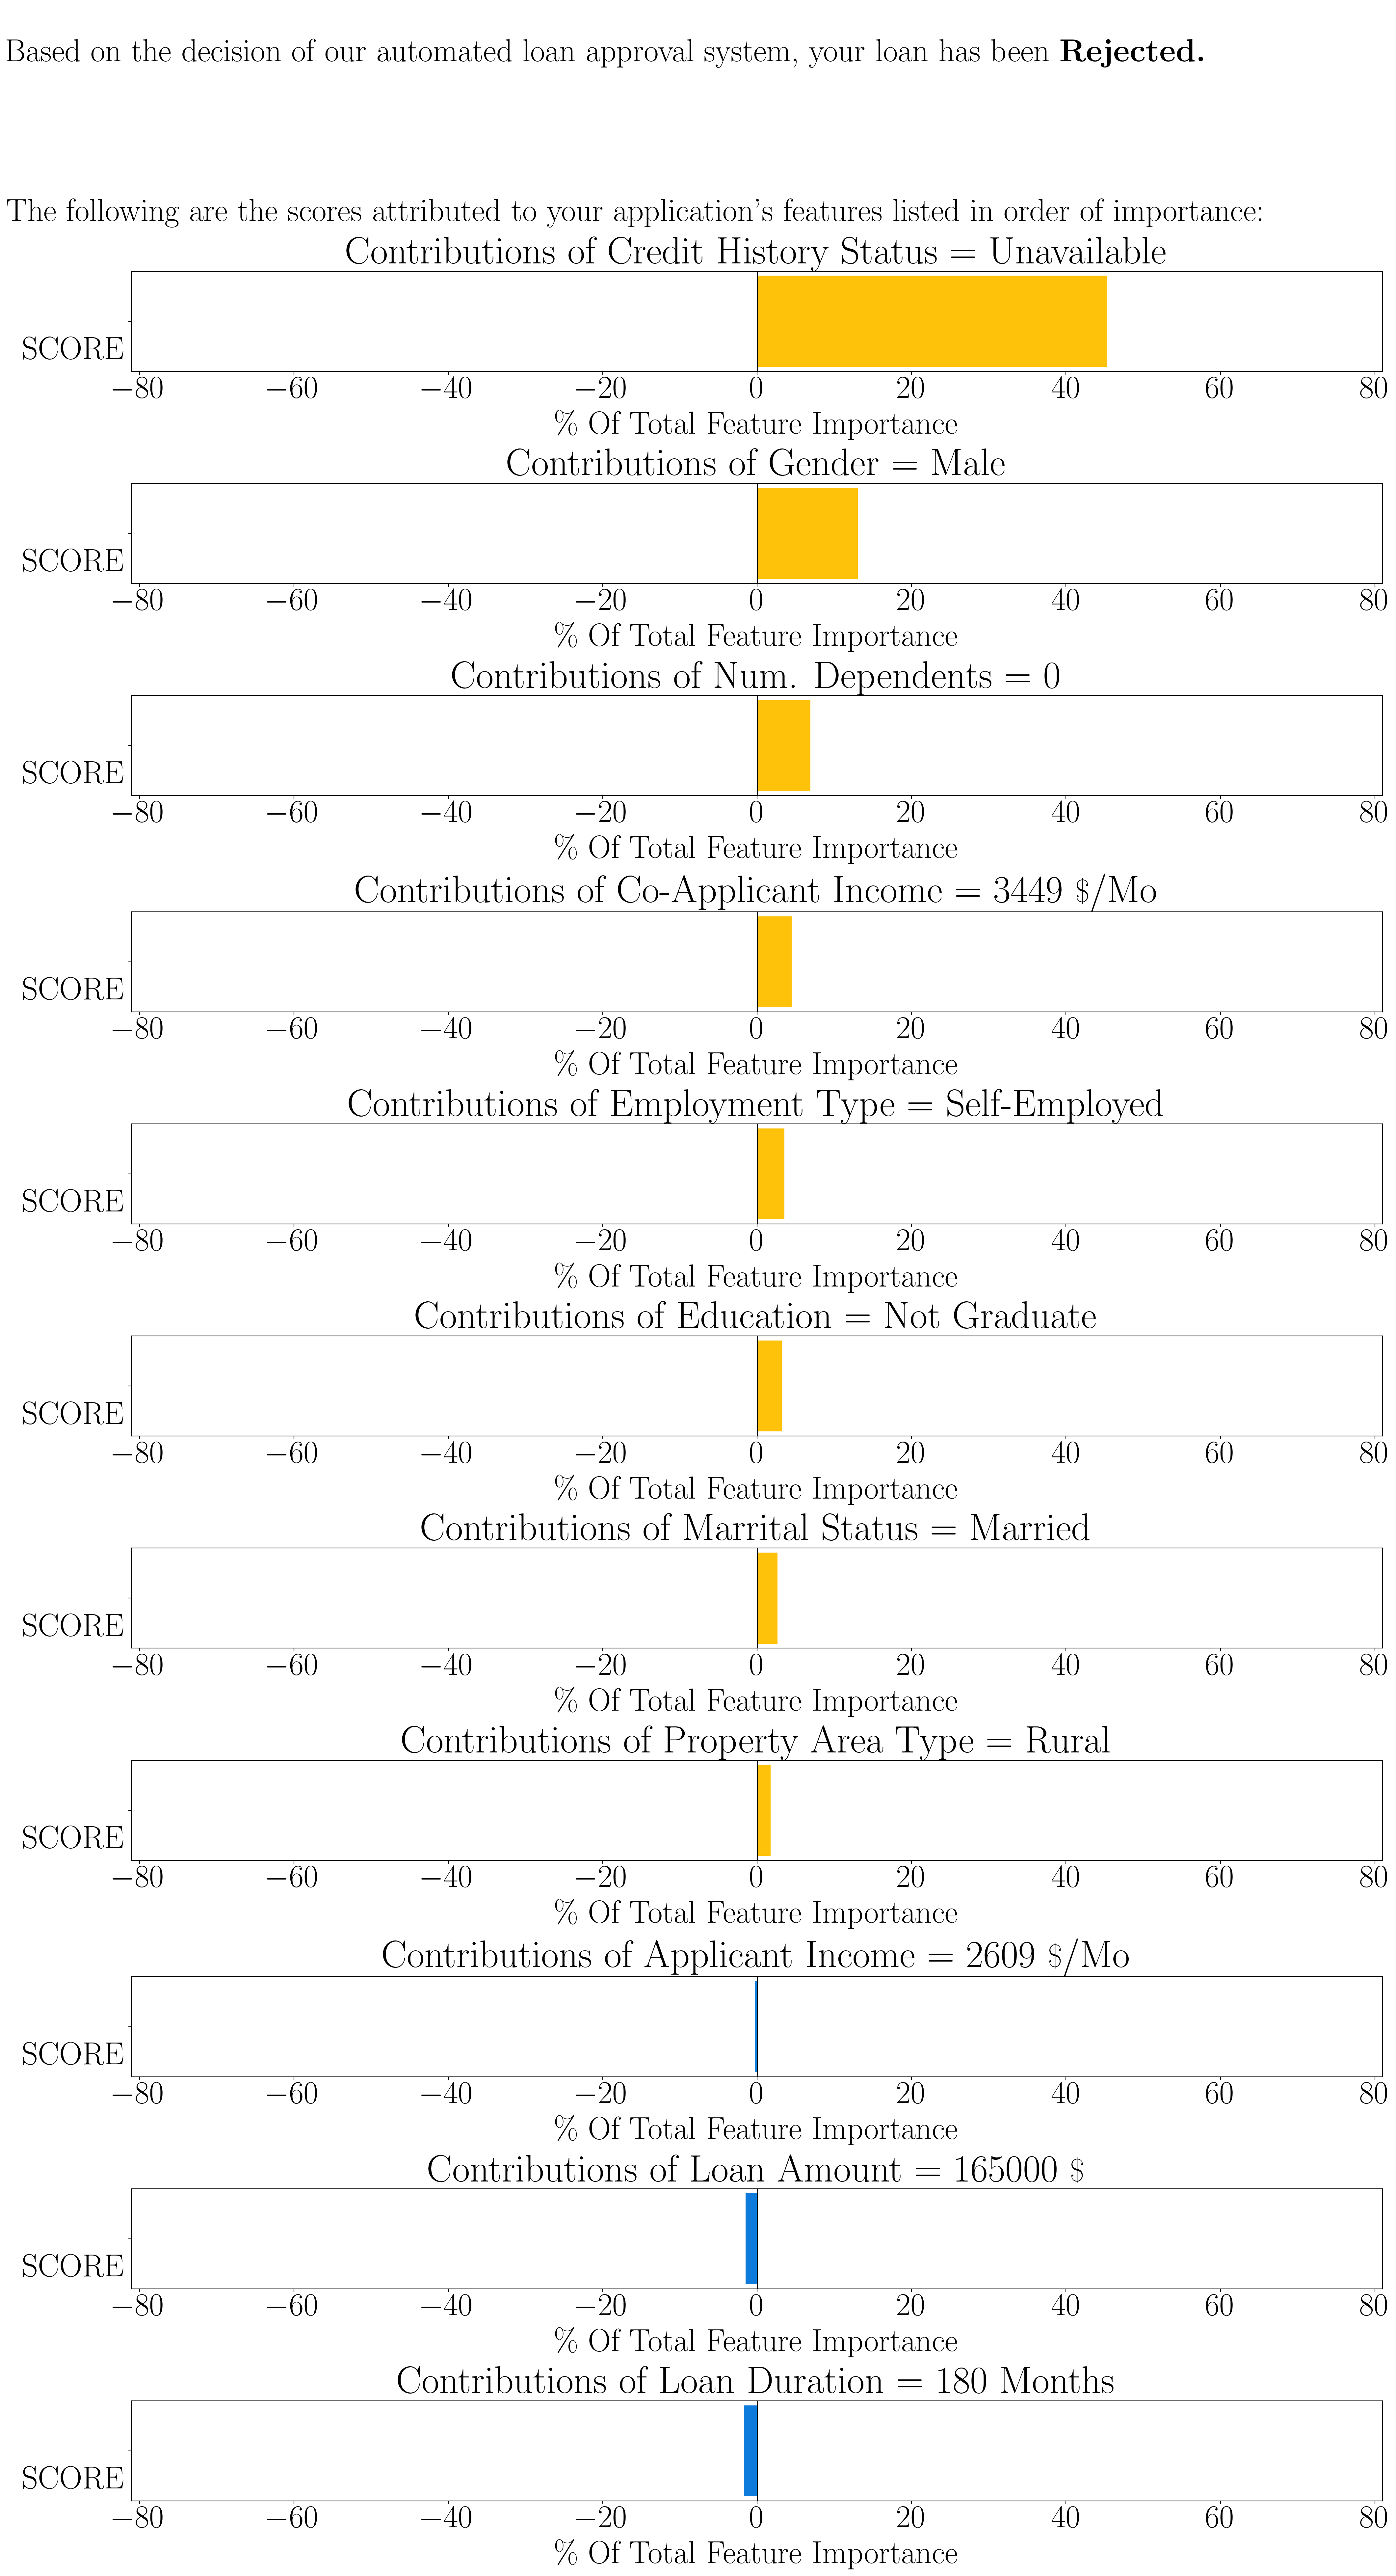 Based on the decision of our automated loan approval system, your loan has been Rejected.
The following are the scores attributed to your application's features listed in order of importance:
Contributions of Credit History Status = Unavailable
SCORE
−80 −60 −40 −20 0 20 40 60 80
% Of Total Feature Importance
Contributions of Gender = Male
SCORE
−80 −60 −40 −20 0 20 40 60 80
% Of Total Feature Importance
Contributions of Num. Dependents = 0
SCORE
−80 −60 −40 −20 0 20 40 60 80
% Of Total Feature Importance
Contributions of Co-Applicant Income = 3449 $/Mo
SCORE
−80 −60 −40 −20 0 20 40 60 80
% Of Total Feature Importance
Contributions of Employment Type = Self-Employed
SCORE
−80 −60 −40 −20 0 20 40 60 80
% Of Total Feature Importance
Contributions of Education = Not Graduate
SCORE
−80 −60 −40 −20 0 20 40 60 80
% Of Total Feature Importance
Contributions of Marrital Status = Married
SCORE
−80 −60 −40 −20 0 20 40 60 80
% Of Total Feature Importance
Contributions of Property Area Type = Rural
SCORE
−80 −60 −40 −20 0 20 40 60 80
% Of Total Feature Importance
Contributions of Applicant Income = 2609 $/Mo
SCORE
−80 −60 −40 −20 0 20 40 60 80
% Of Total Feature Importance
Contributions of Loan Amount = 165000 $
SCORE
−80 −60 −40 −20 0 20 40 60 80
% Of Total Feature Importance
Contributions of Loan Duration = 180 Months
SCORE
−80 −60 −40 −20 0 20 40 60 80
% Of Total Feature Importance